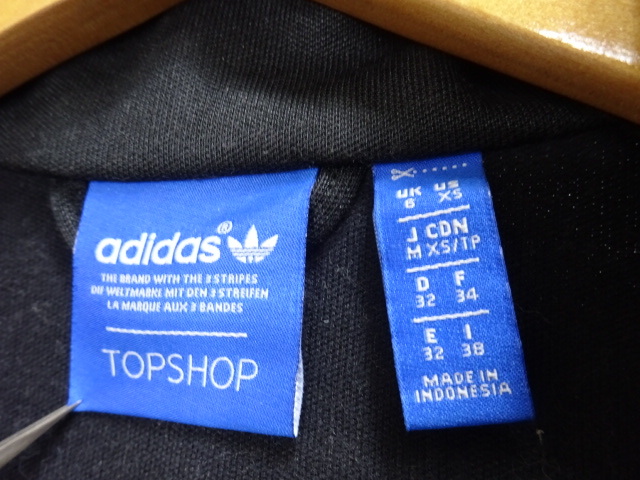 adidas®
THE BRAND WITH THE 3 STRIPES
DIE WELTMARKE MIT DEN 3 STREIFEN
LA MARQUE AUX 3 BANDES
TOPSHOP
UK US
6 XS
J CDN
M XS/TP
D F
32 34
E I
32 38
MADE IN
INDONESIA